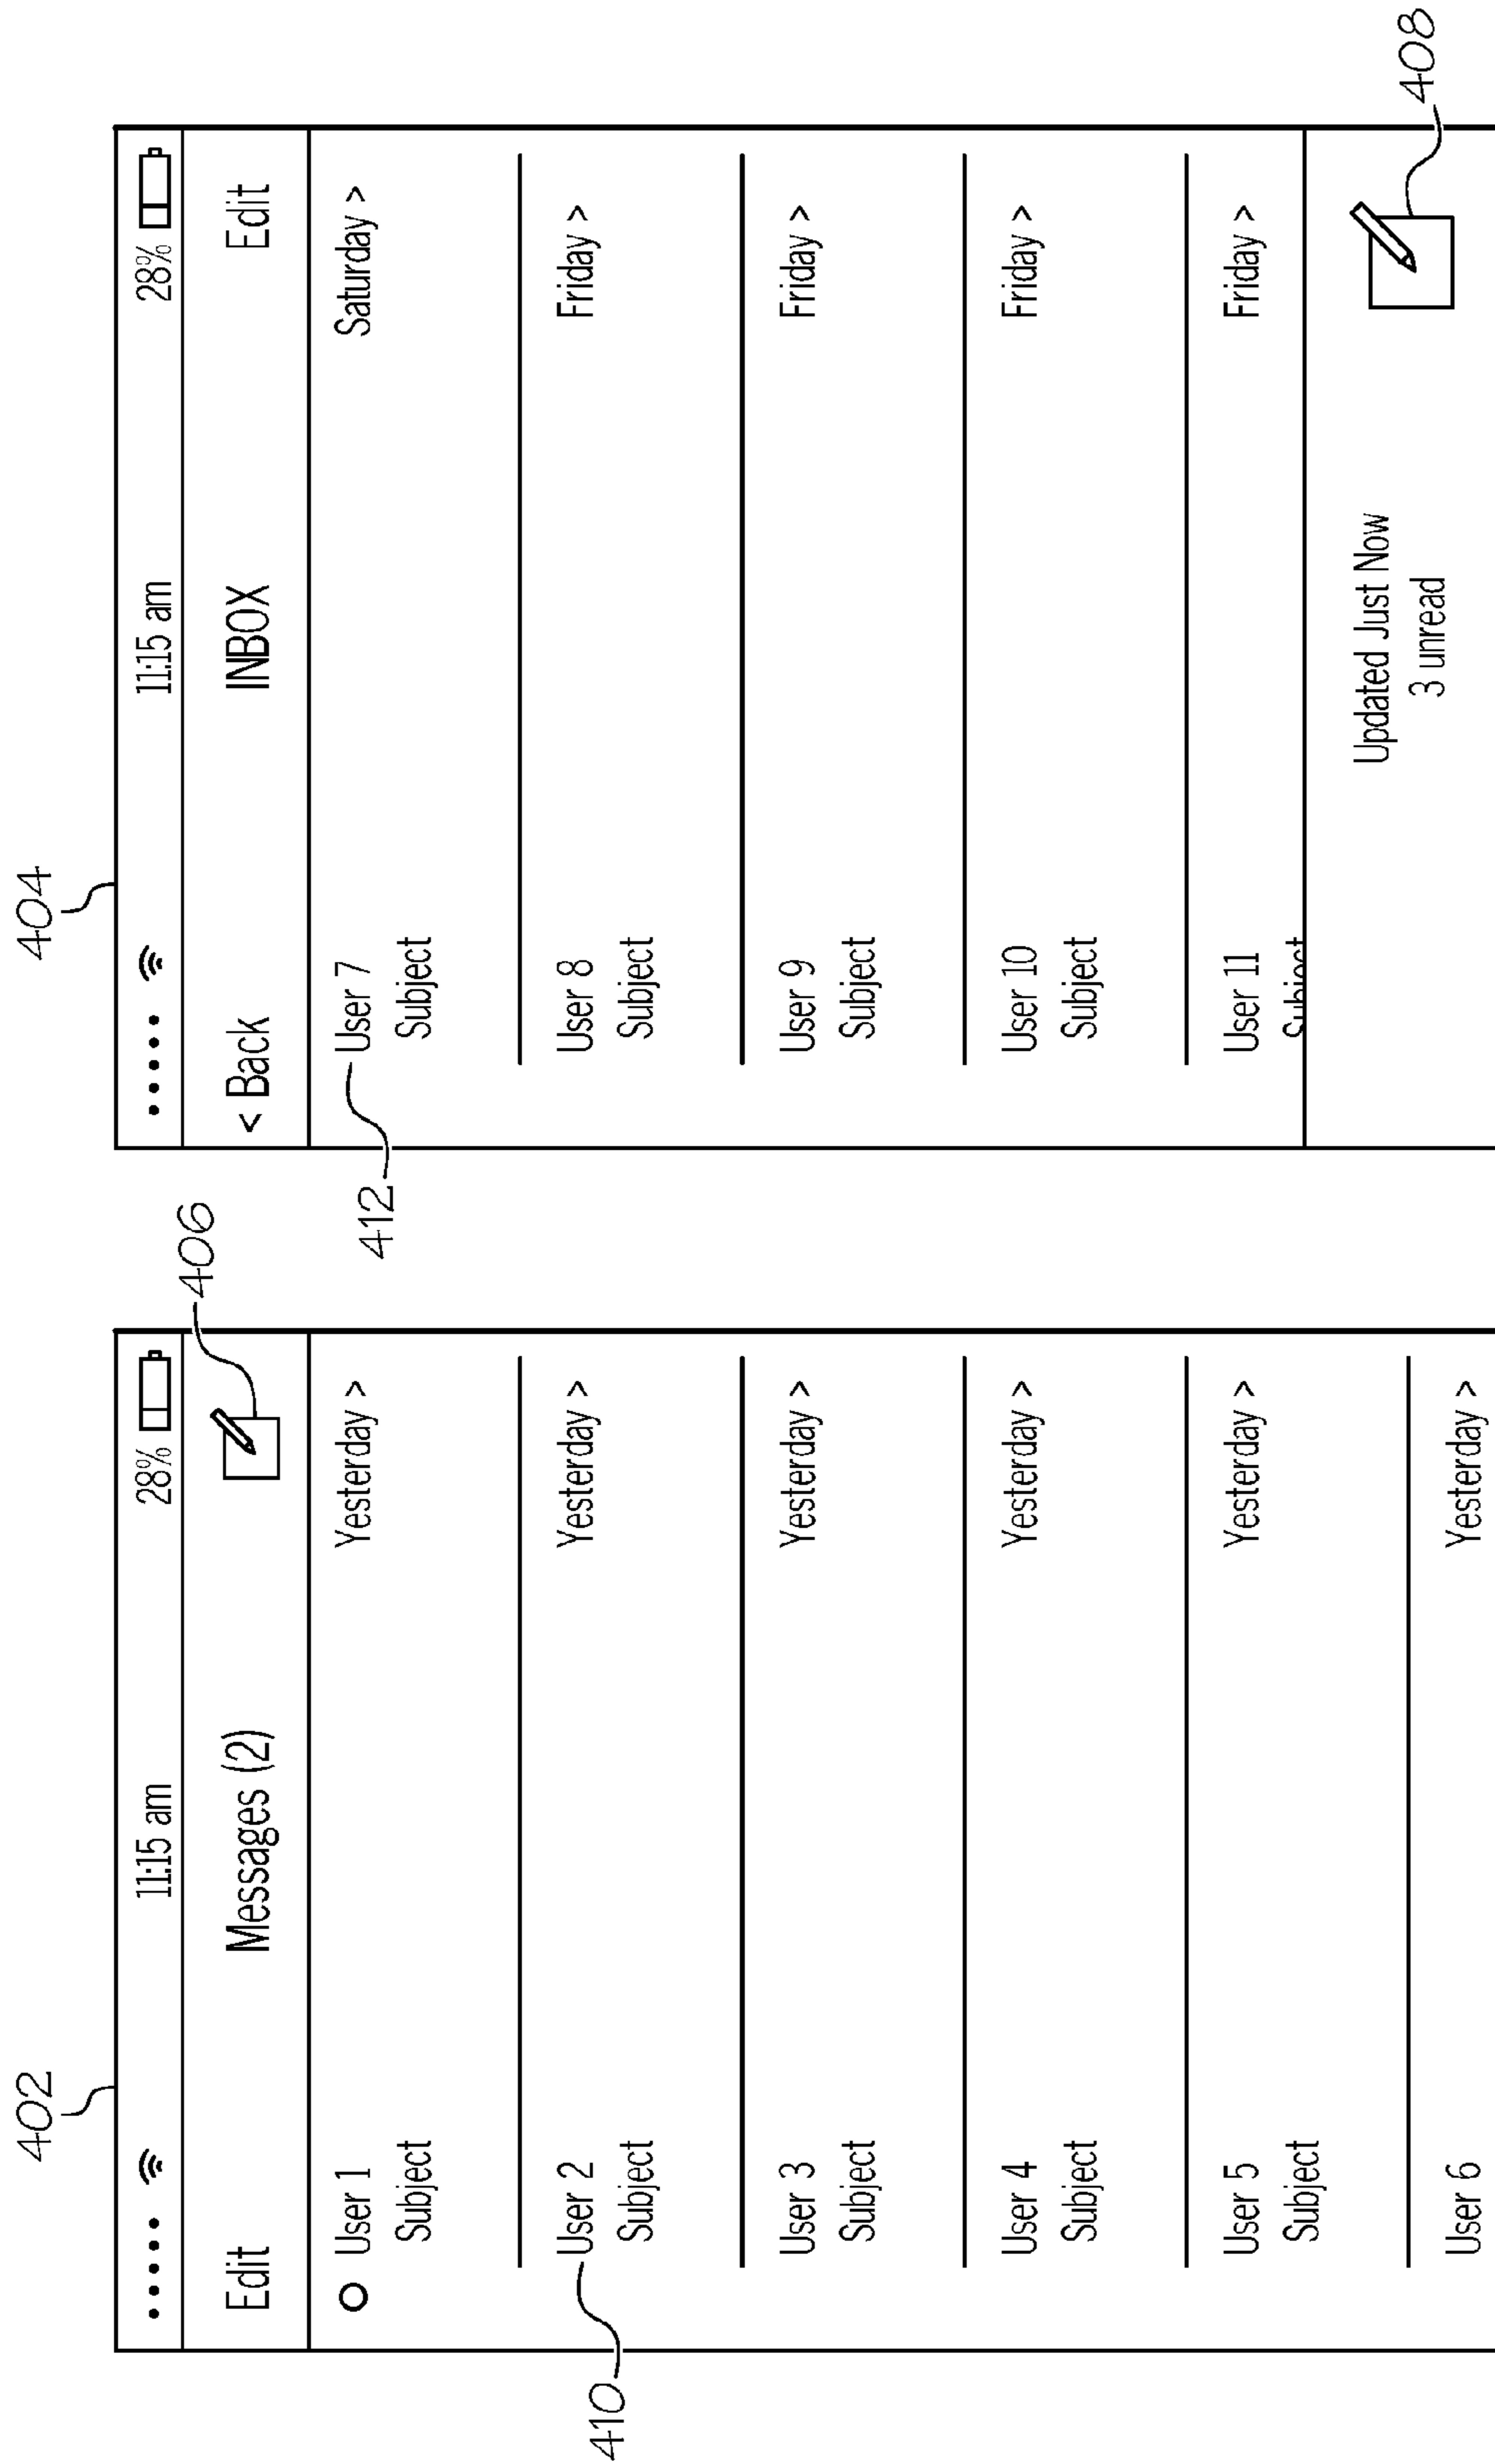 402
11:15 am 28%
Edit Messages (2)
406
User 1 Yesterday >
Subject
User 2 Yesterday >
Subject
410
User 3 Yesterday >
Subject
User 4 Yesterday >
Subject
User 5 Yesterday >
Subject
User 6 Yesterday >
404
11:15 am 28%
< Back INBOX Edit
User 7 Saturday >
412
Subject
User 8 Friday >
Subject
User 9 Friday >
Subject
User 10 Friday >
Subject
User 11 Friday >
Subject
Updated Just Now
3 unread
408